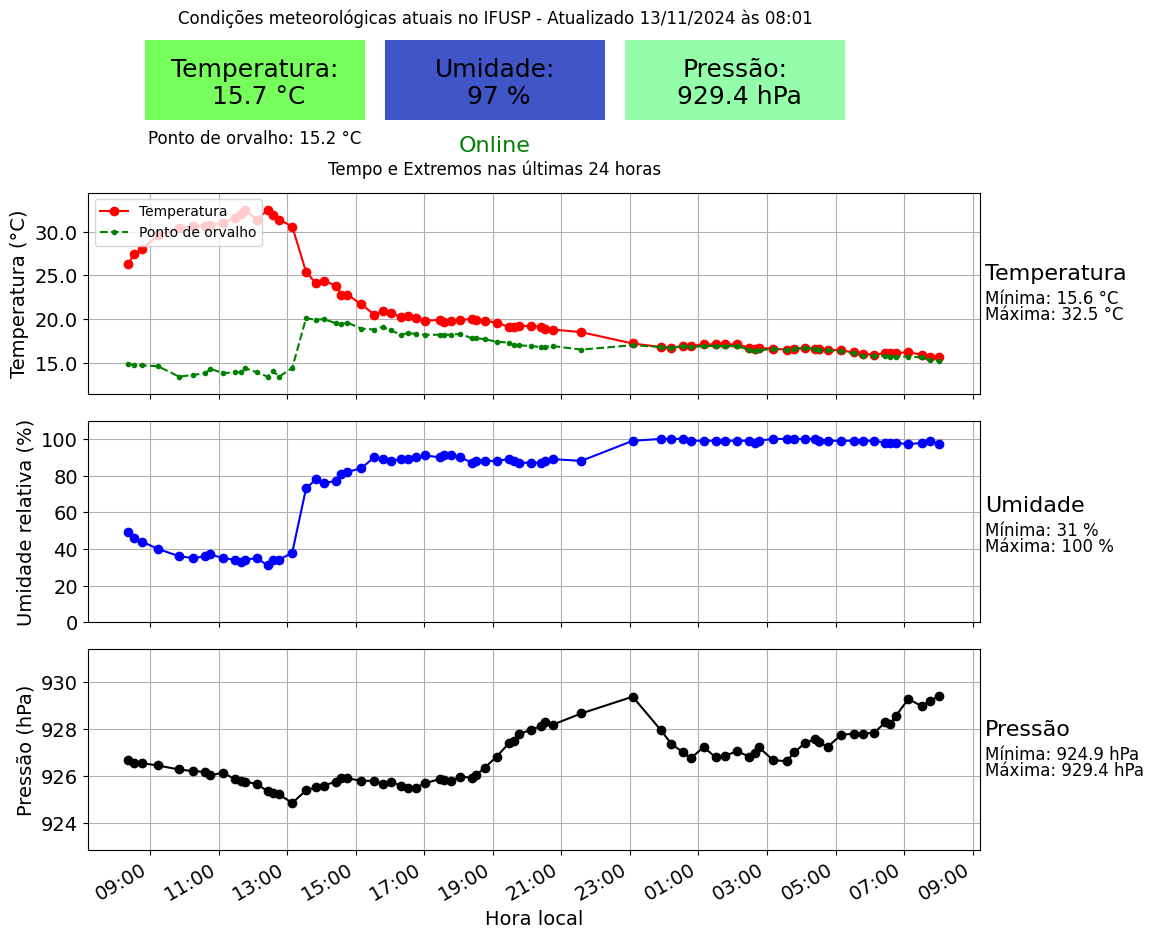 Condições meteorológicas atuais no IFUSP - Atualizado 13/11/2024 às 08:01
Temperatura:
15.7 °C
Umidade:
97 %
Pressão:
929.4 hPa
Ponto de orvalho: 15.2 °C
Online
Tempo e Extremos nas últimas 24 horas
Temperatura (°C)
30.0
25.0
20.0
15.0
Temperatura
Ponto de orvalho
Temperatura
Mínima: 15.6 °C
Máxima: 32.5 °C
Umidade relativa (%)
100
80
60
40
20
0
Umidade
Mínima: 31 %
Máxima: 100 %
Pressão (hPa)
930
928
926
924
Pressão
Mínima: 924.9 hPa
Máxima: 929.4 hPa
09:00
11:00
13:00
15:00
17:00
19:00
21:00
23:00
01:00
03:00
05:00
07:00
09:00
Hora local